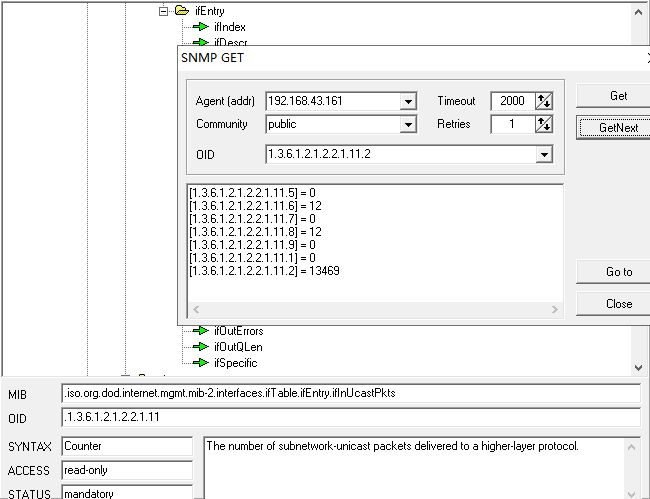 ifEntry
ifIndex
ifDescr
SNMP GET
Agent (addr) 192.168.43.161 Timeout 2000 Get
Community public Retries 1 GetNext
OID 1.3.6.1.2.1.2.2.1.11.2
[1.3.6.1.2.1.2.2.1.11.5] = 0
[1.3.6.1.2.1.2.2.1.11.6] = 12
[1.3.6.1.2.1.2.2.1.11.7] = 0
[1.3.6.1.2.1.2.2.1.11.8] = 12
[1.3.6.1.2.1.2.2.1.11.9] = 0
[1.3.6.1.2.1.2.2.1.11.1] = 0
[1.3.6.1.2.1.2.2.1.11.2] = 13469
Go to
Close
ifOutErrors
ifOutQLen
ifSpecific
MIB .iso.org.dod.internet.mgmt.mib-2.interfaces.ifTable.ifEntry.ifInUcastPkts
OID .1.3.6.1.2.1.2.2.1.11
SYNTAX Counter The number of subnetwork-unicast packets delivered to a higher-layer protocol.
ACCESS read-only
STATUS mandatory